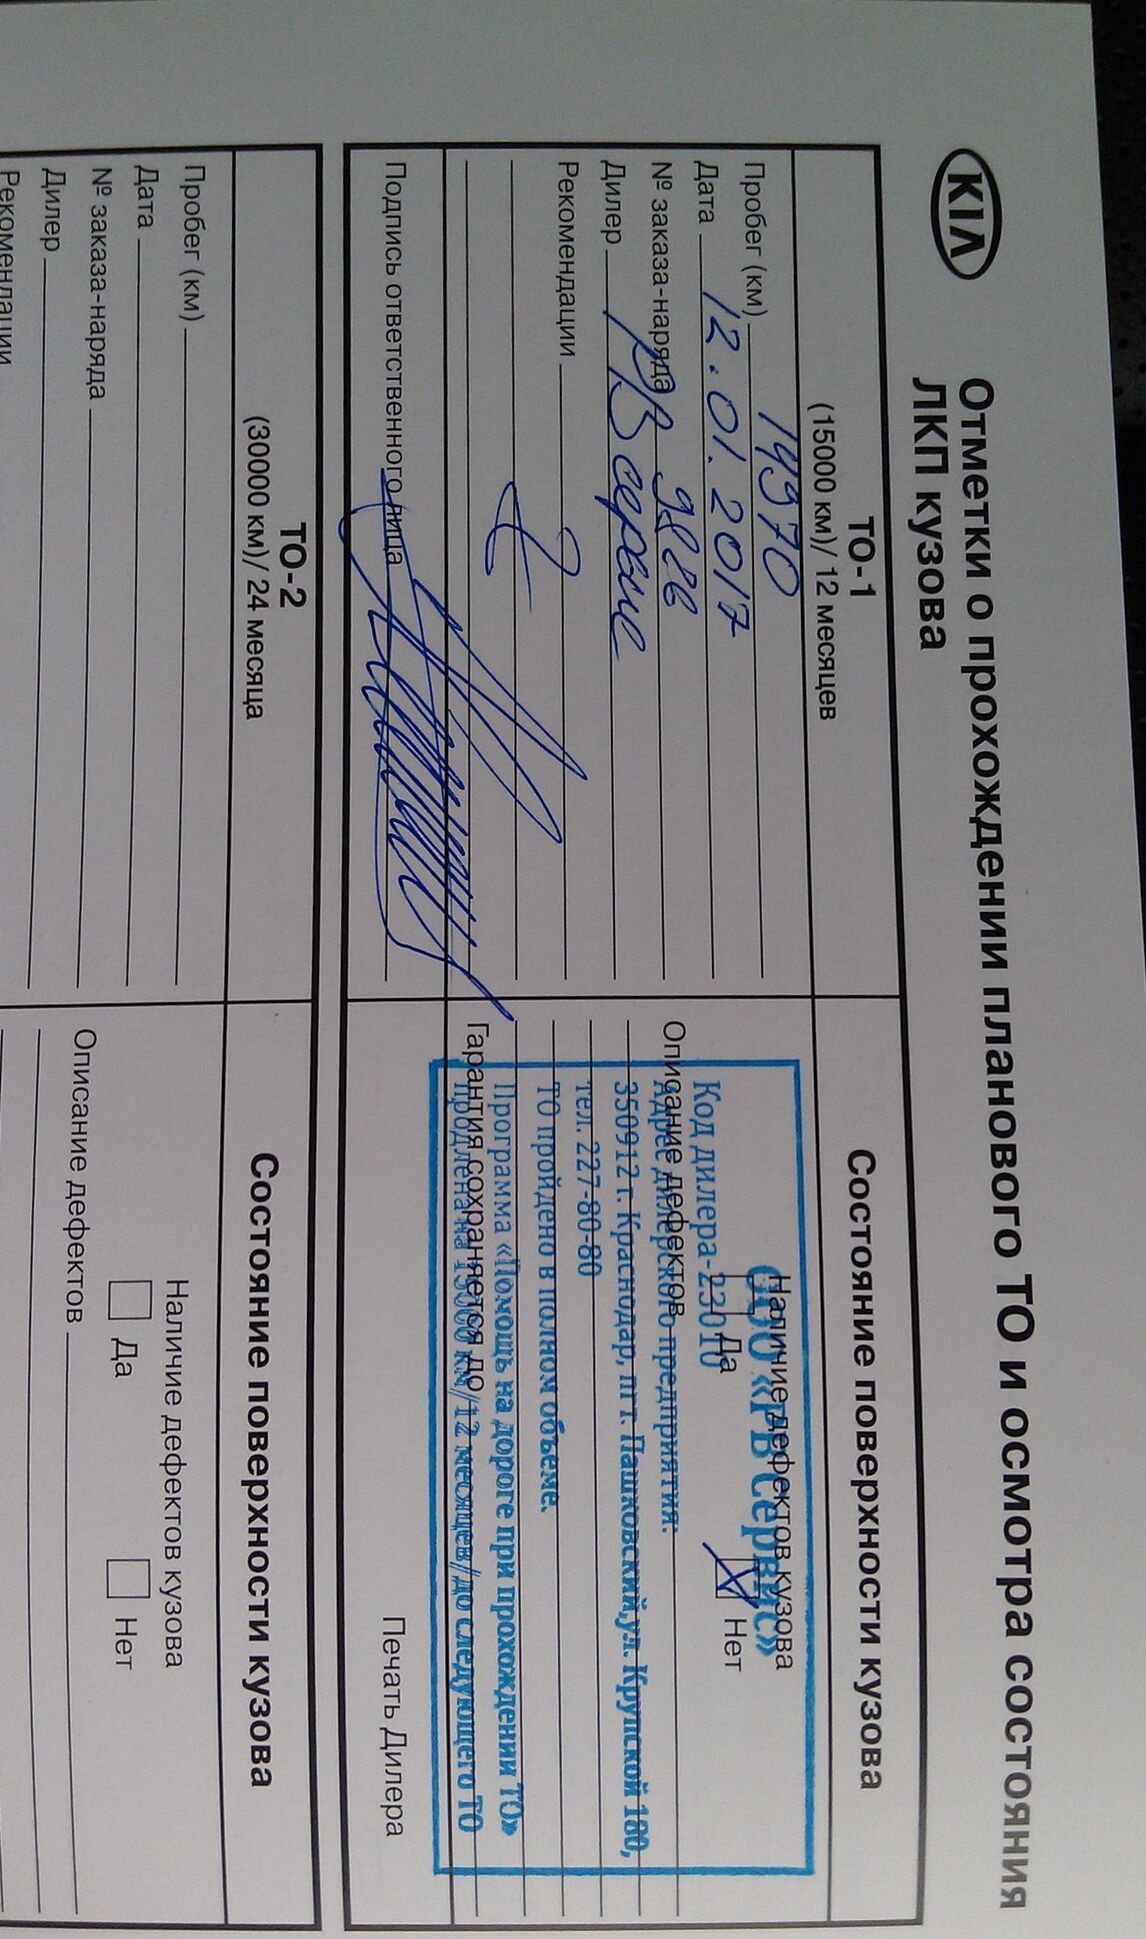 KIA
Отметки о прохождении планового ТО и осмотра состояния
ЛКП кузова
ТО-1
(15000 км)/ 12 месяцев
Пробег (км) 14970
Дата 12.01.2017
№ заказа-наряда
Дилер РВ сервис
Рекомендации
Подпись ответственного лица
Состояние поверхности кузова
Наличие дефектов кузова
Да
Нет
Описание дефектов
Гарантия сохраняется до
Печать Дилера
ООО «РВ Сервис»
Код дилера-23010
Адрес дилерского предприятия:
350912 г. Краснодар, пгт. Пашковский,ул. Крупской 180,
тел. 227-80-80
ТО пройдено в полном объеме.
Программа «Помощь на дороге при прохождении ТО»
продлена на 15000 км/12 месяцев/до следующего ТО
ТО-2
(30000 км)/ 24 месяца
Пробег (км)
Дата
№ заказа-наряда
Дилер
Рекомендации
Состояние поверхности кузова
Наличие дефектов кузова
Да
Нет
Описание дефектов